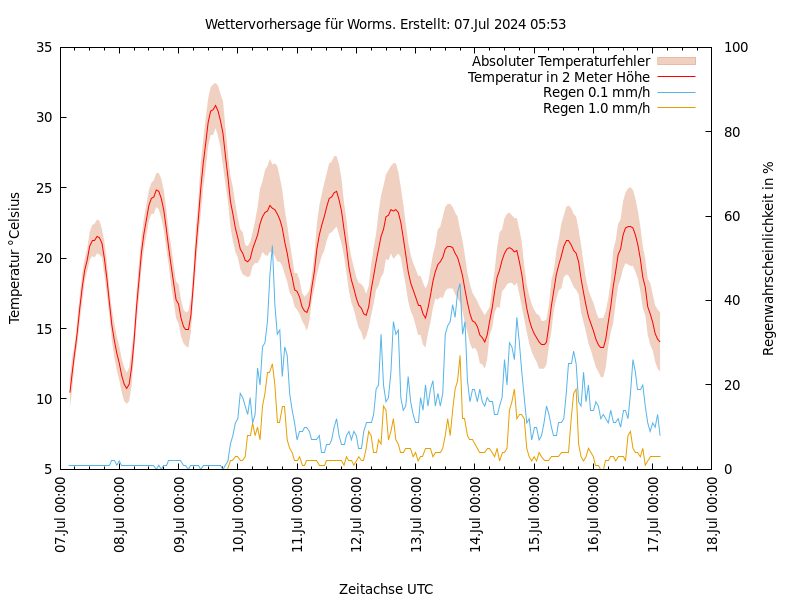 Wettervorhersage für Worms. Erstellt: 07.Jul 2024 05:53
Absoluter Temperaturfehler
Temperatur in 2 Meter Höhe
Regen 0.1 mm/h
Regen 1.0 mm/h
Temperatur °Celsius
35
30
25
20
15
10
5
Regenwahrscheinlichkeit in %
100
80
60
40
20
0
07.Jul 00:00
08.Jul 00:00
09.Jul 00:00
10.Jul 00:00
11.Jul 00:00
12.Jul 00:00
13.Jul 00:00
14.Jul 00:00
15.Jul 00:00
16.Jul 00:00
17.Jul 00:00
18.Jul 00:00
Zeitachse UTC